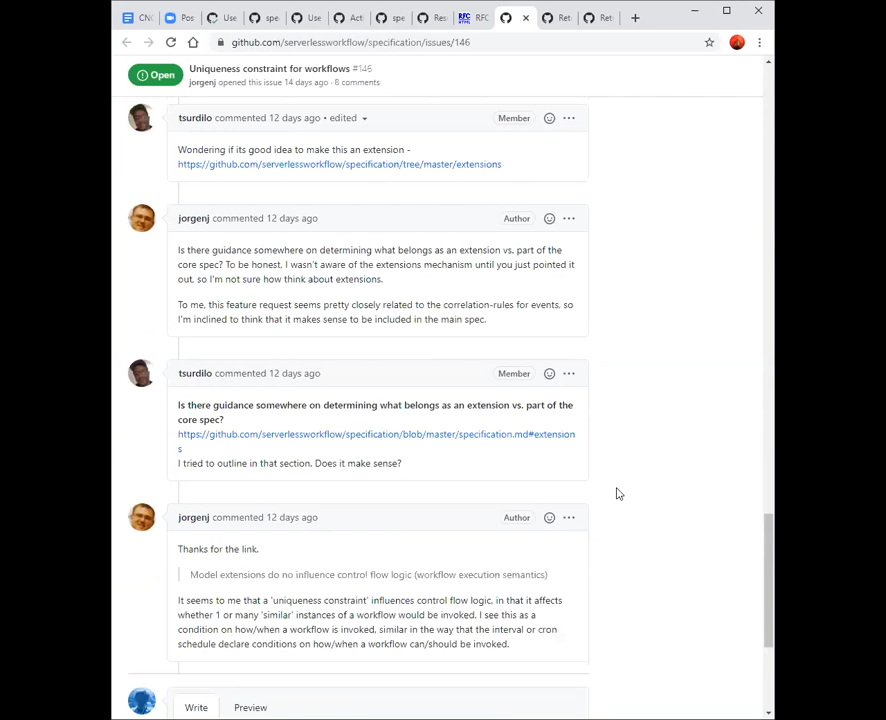 CNC
Pos
Use
spe
Use
Acti
spe
Res
RFC
RFC
Ret
Ret
github.com/serverlessworkflow/specification/issues/146
Open
Uniqueness constraint for workflows #146
jorgenj opened this issue 14 days ago · 8 comments
tsurdilo commented 12 days ago • edited
Member
Wondering if its good idea to make this an extension -
https://github.com/serverlessworkflow/specification/tree/master/extensions
jorgenj commented 12 days ago
Author
Is there guidance somewhere on determining what belongs as an extension vs. part of the
core spec? To be honest, I wasn't aware of the extensions mechanism until you just pointed it
out, so I'm not sure how think about extensions.
To me, this feature request seems pretty closely related to the correlation-rules for events, so
I'm inclined to think that it makes sense to be included in the main spec.
tsurdilo commented 12 days ago
Member
Is there guidance somewhere on determining what belongs as an extension vs. part of the
core spec?
https://github.com/serverlessworkflow/specification/blob/master/specification.md#extension
s
I tried to outline in that section. Does it make sense?
jorgenj commented 12 days ago
Author
Thanks for the link.
Model extensions do no influence control flow logic (workflow execution semantics)
It seems to me that a 'uniqueness constraint' influences control flow logic, in that it affects
whether 1 or many 'similar' instances of a workflow would be invoked. I see this as a
condition on how/when a workflow is invoked, similar in the way that the interval or cron
schedule declare conditions on how/when a workflow can/should be invoked.
Write
Preview